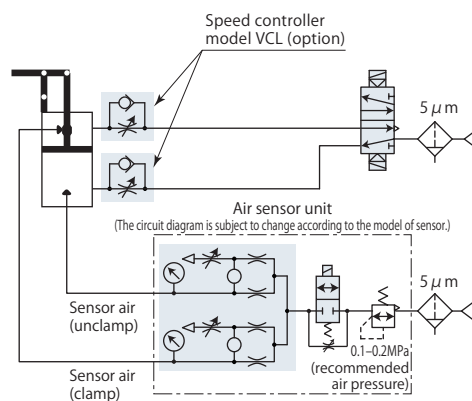 Speed controller
model VCL (option)
5 μm
Air sensor unit
(The circuit diagram is subject to change according to the model of sensor.)
5 μm
Sensor air
(unclamp)
0.1–0.2MPa
(recommended
air pressure)
Sensor air
(clamp)